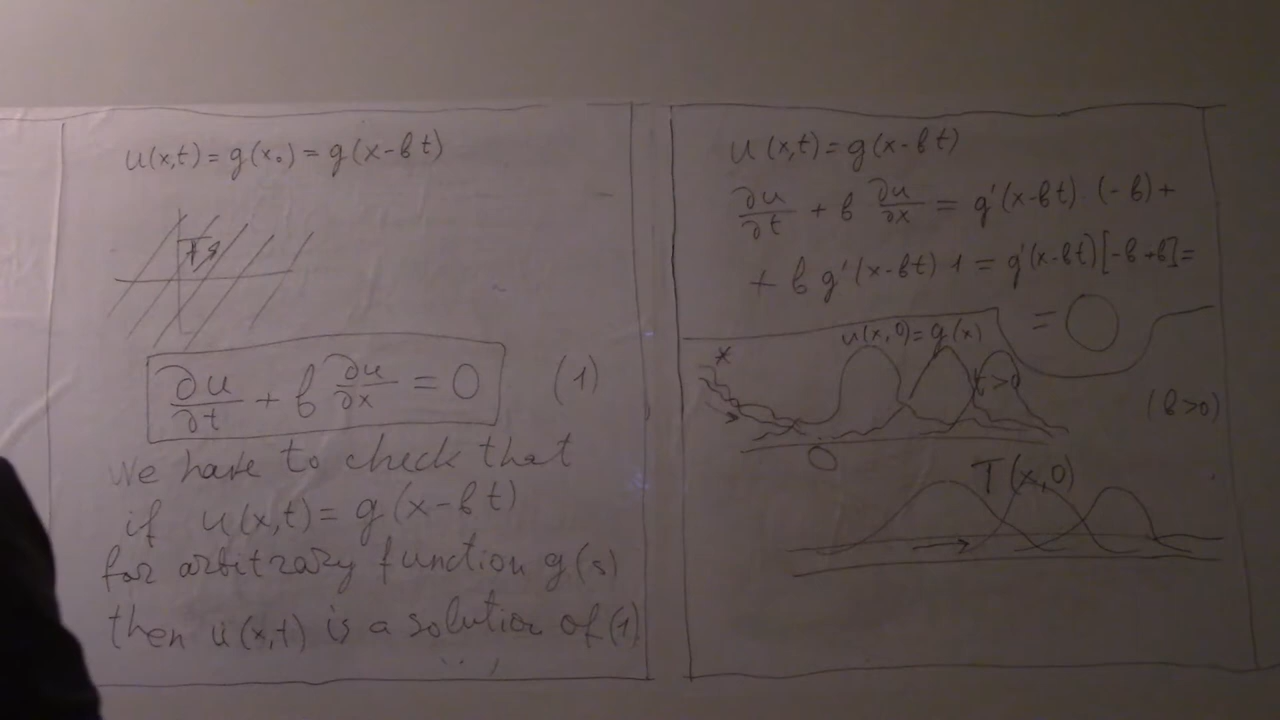 u(x,t) = g(x₀) = g(x-bt)
∂u/∂t + b ∂u/∂x = 0 (1)
We have to check that
if u(x,t) = g(x-bt)
for arbitrary function g(s)
then u(x,t) is a solution of (1)
u(x,t) = g(x-bt)
∂u/∂t + b ∂u/∂x = g'(x-bt)·(-b) +
+ b g'(x-bt) 1 = g'(x-bt)[-b+b] =
= 0
u(x,0) = g(x)
t>0
(b>0)
0
T(x,0)